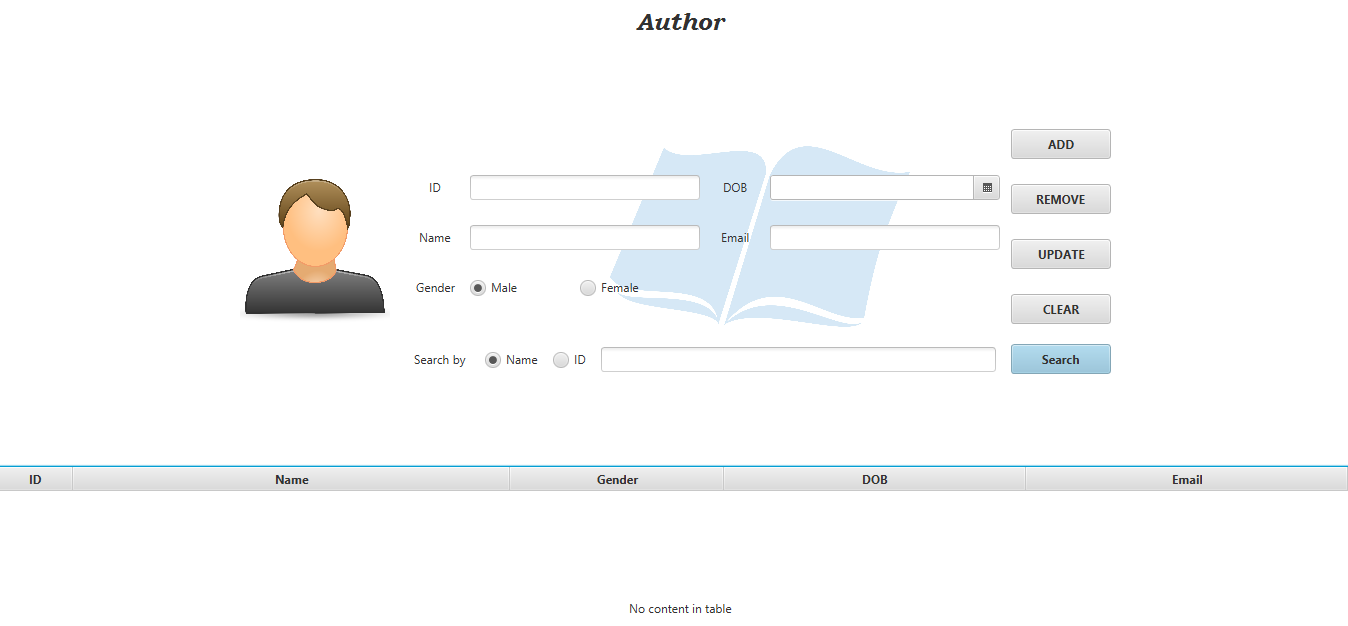 Author
ADD
ID DOB
REMOVE
Name Email
UPDATE
Gender Male Female
CLEAR
Search by Name ID Search
ID Name Gender DOB Email
No content in table